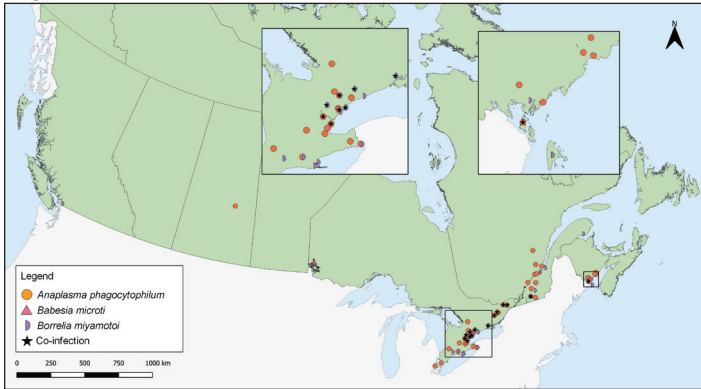 N
Legend
Anaplasma phagocytophilum
Babesia microti
Borrelia miyamotoi
Co-infection
0 250 500 750 1000 km